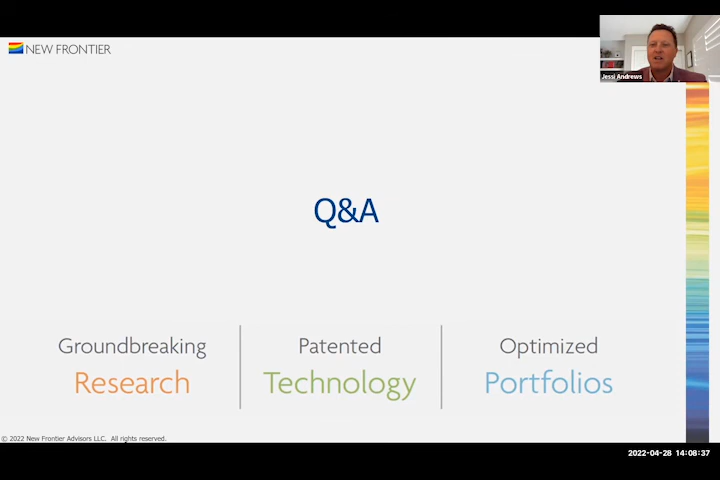 NEW FRONTIER
Jessi Andrews
Q&A
Groundbreaking
Research
Patented
Technology
Optimized
Portfolios
© 2022 New Frontier Advisors LLC. All rights reserved.
2022-04-28 14:08:37